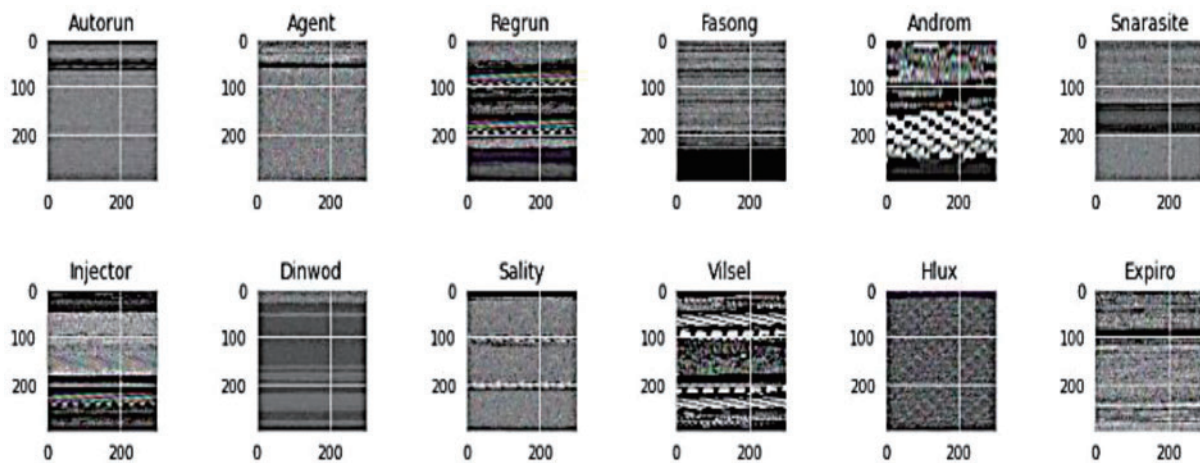 Autorun Agent Regrun Fasong Androm Snarasite
0 0 0 0 0 0
100 100 100 100 100 100
200 200 200 200 200 200
0 200 0 200 0 200 0 200 0 200 0 200
Injector Dinwod Sality Vilsel Hlux Expiro
0 0 0 0 0 0
100 100 100 100 100 100
200 200 200 200 200 200
0 200 0 200 0 200 0 200 0 200 0 200